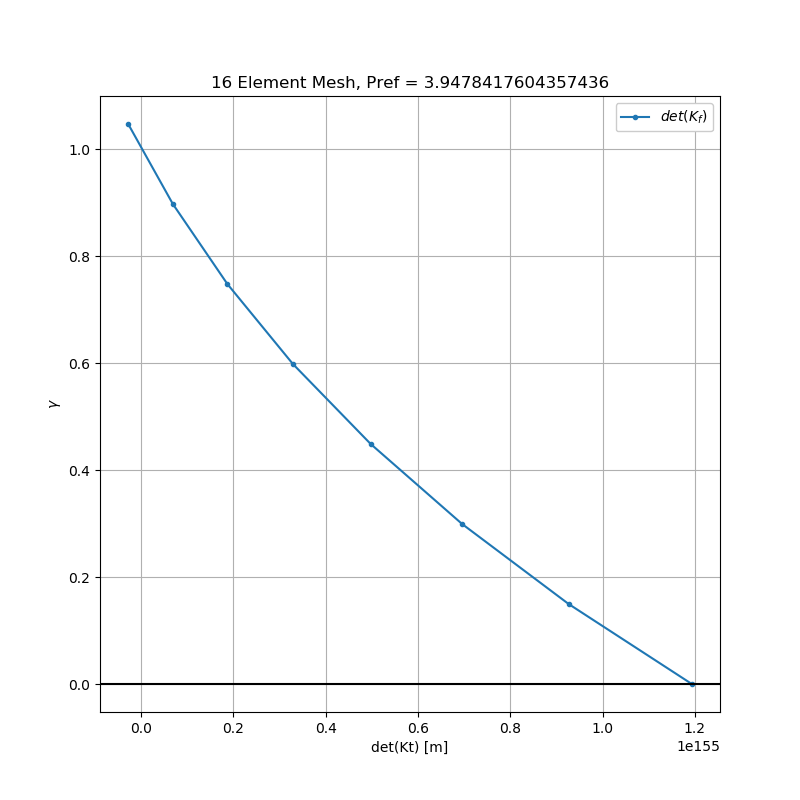 16 Element Mesh, Pref = 3.9478417604357436
det(K_f)
1.0
0.8
0.6
0.4
0.2
0.0
γ
0.0 0.2 0.4 0.6 0.8 1.0 1.2
det(Kt) [m]
1e155